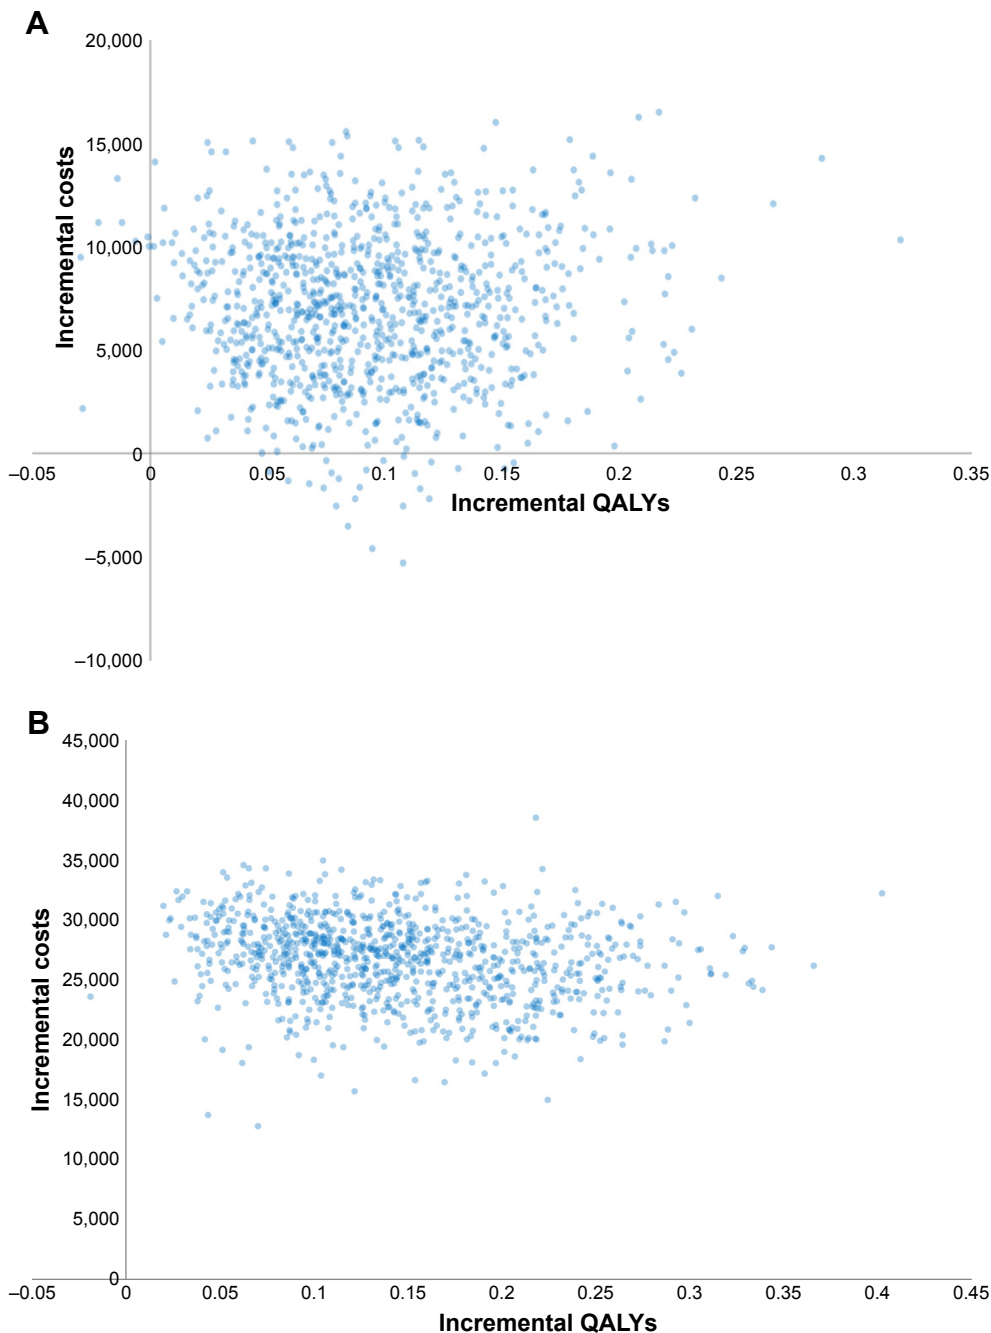 A
20,000
15,000
10,000
5,000
0
–5,000
–10,000
Incremental costs
–0.05 0 0.05 0.1 0.15 0.2 0.25 0.3 0.35
Incremental QALYs
B
45,000
40,000
35,000
30,000
25,000
20,000
15,000
10,000
5,000
0
Incremental costs
–0.05 0 0.05 0.1 0.15 0.2 0.25 0.3 0.35 0.4 0.45
Incremental QALYs